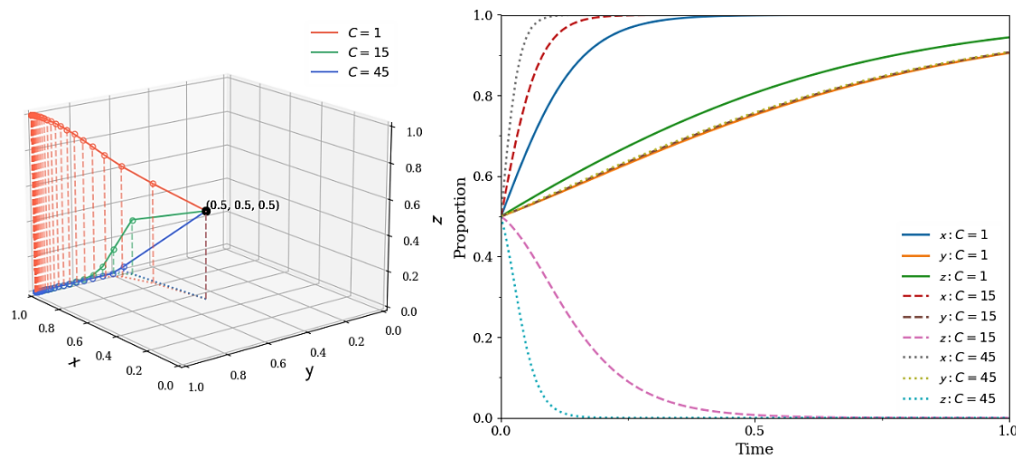 C = 1
C = 15
C = 45
(0.5, 0.5, 0.5)
1.0
0.8
0.6
0.4
0.2
0.0
z
1.0
0.8
0.6
0.4
0.2
0.0
x
1.0
0.8
0.6
0.4
0.2
0.0
y
1.0
0.8
0.6
0.4
0.2
0.0
Proportion
0.0
0.5
1.0
Time
x: C = 1
y: C = 1
z: C = 1
x: C = 15
y: C = 15
z: C = 15
x: C = 45
y: C = 45
z: C = 45